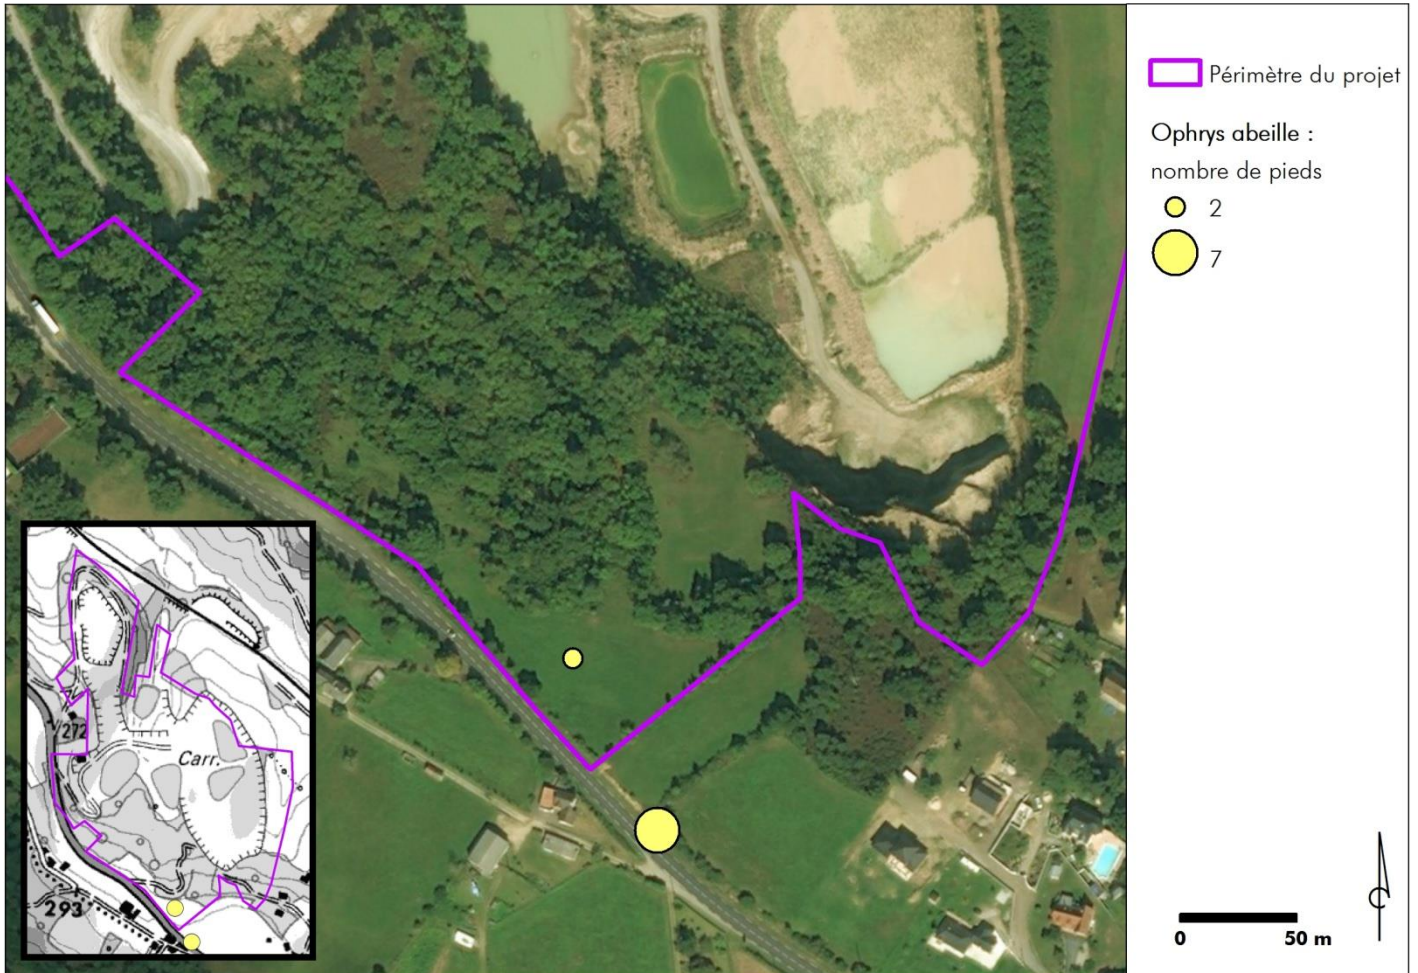 Périmètre du projet
Ophrys abeille :
nombre de pieds
2
7
272
Carr.
293
0 50 m